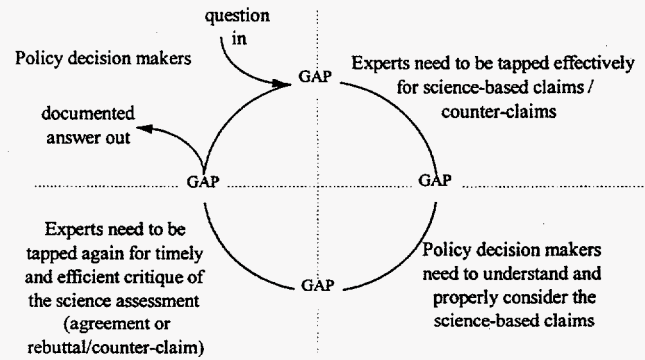 question
in
Policy decision makers
GAP
Experts need to be tapped effectively
for science-based claims /
counter-claims
documented
answer out
GAP
GAP
Experts need to be
tapped again for timely
and efficient critique of
the science assessment
(agreement or
rebuttal/counter-claim)
GAP
Policy decision makers
need to understand and
properly consider the
science-based claims